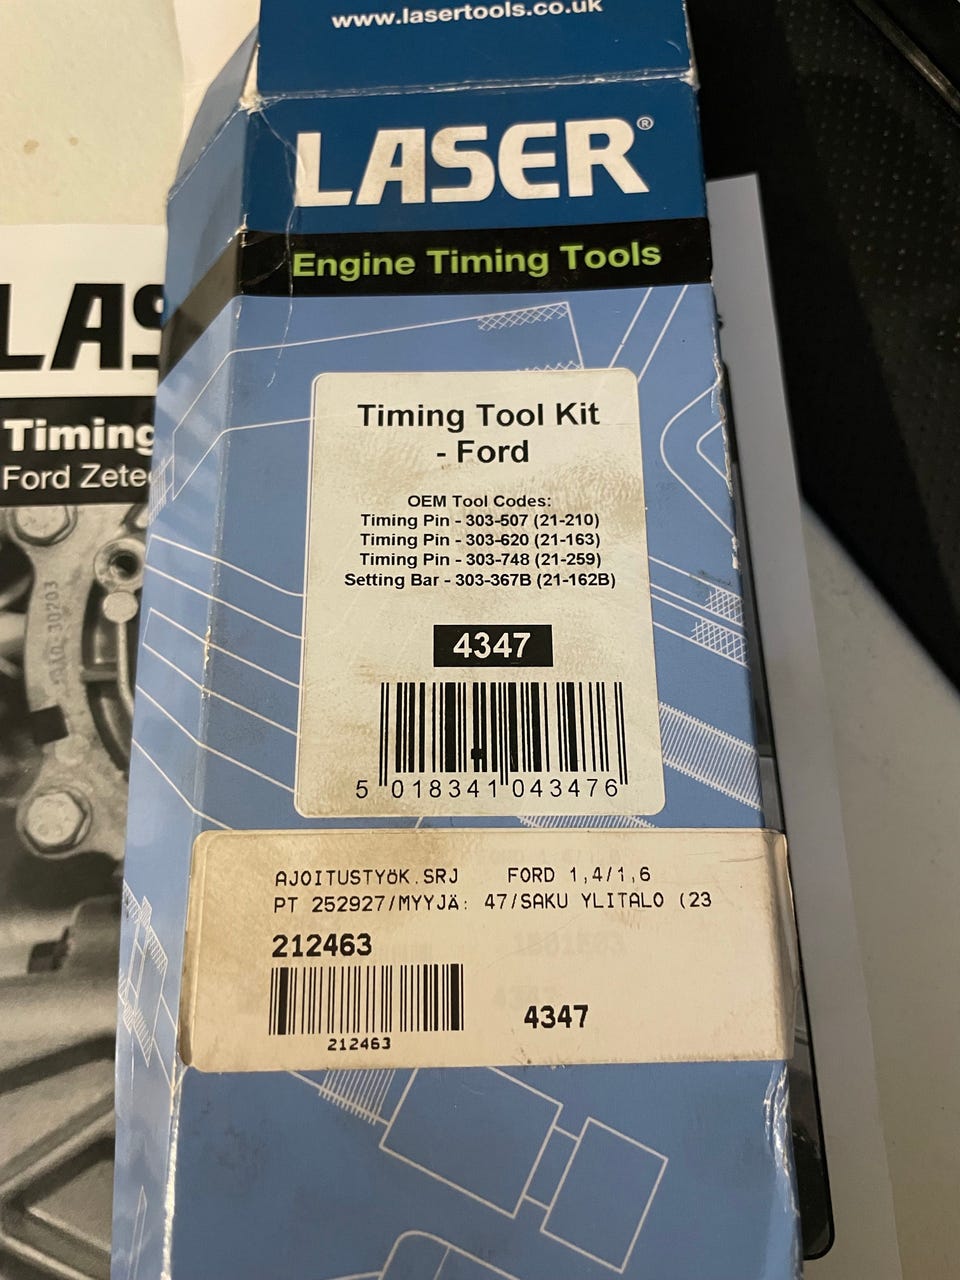 www.lasertools.co.uk
LASER®
Engine Timing Tools
LAS
Timing
Ford Zetec
Timing Tool Kit
- Ford
OEM Tool Codes:
Timing Pin - 303-507 (21-210)
Timing Pin - 303-620 (21-163)
Timing Pin - 303-748 (21-259)
Setting Bar - 303-367B (21-162B)
4347
5 018341 043476
AJOITUSTYÖK.SRJ FORD 1,4/1,6
PT 252927/MYYJÄ: 47/SAKU YLITALO (23
212463
212463
4347